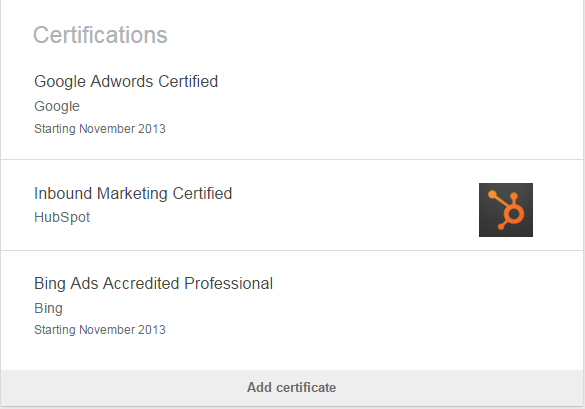 Certifications
Google Adwords Certified
Google
Starting November 2013
Inbound Marketing Certified
HubSpot
Bing Ads Accredited Professional
Bing
Starting November 2013
Add certificate